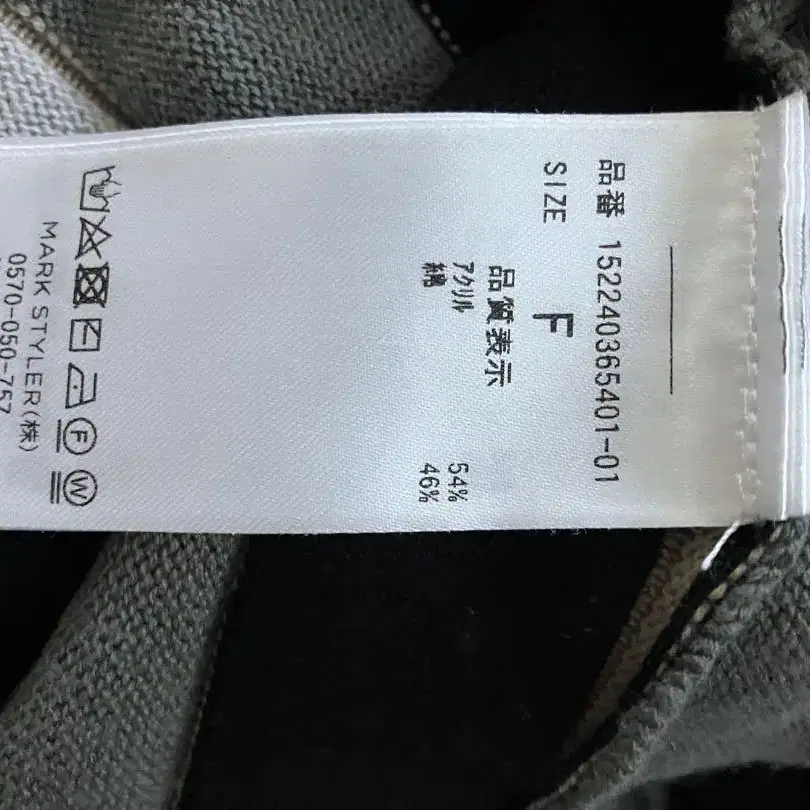 品番 152240365401-01
SIZE
F
品質表示
アクリル 54%
綿 46%
F
W
MARK STYLER(株)
0570-050-757